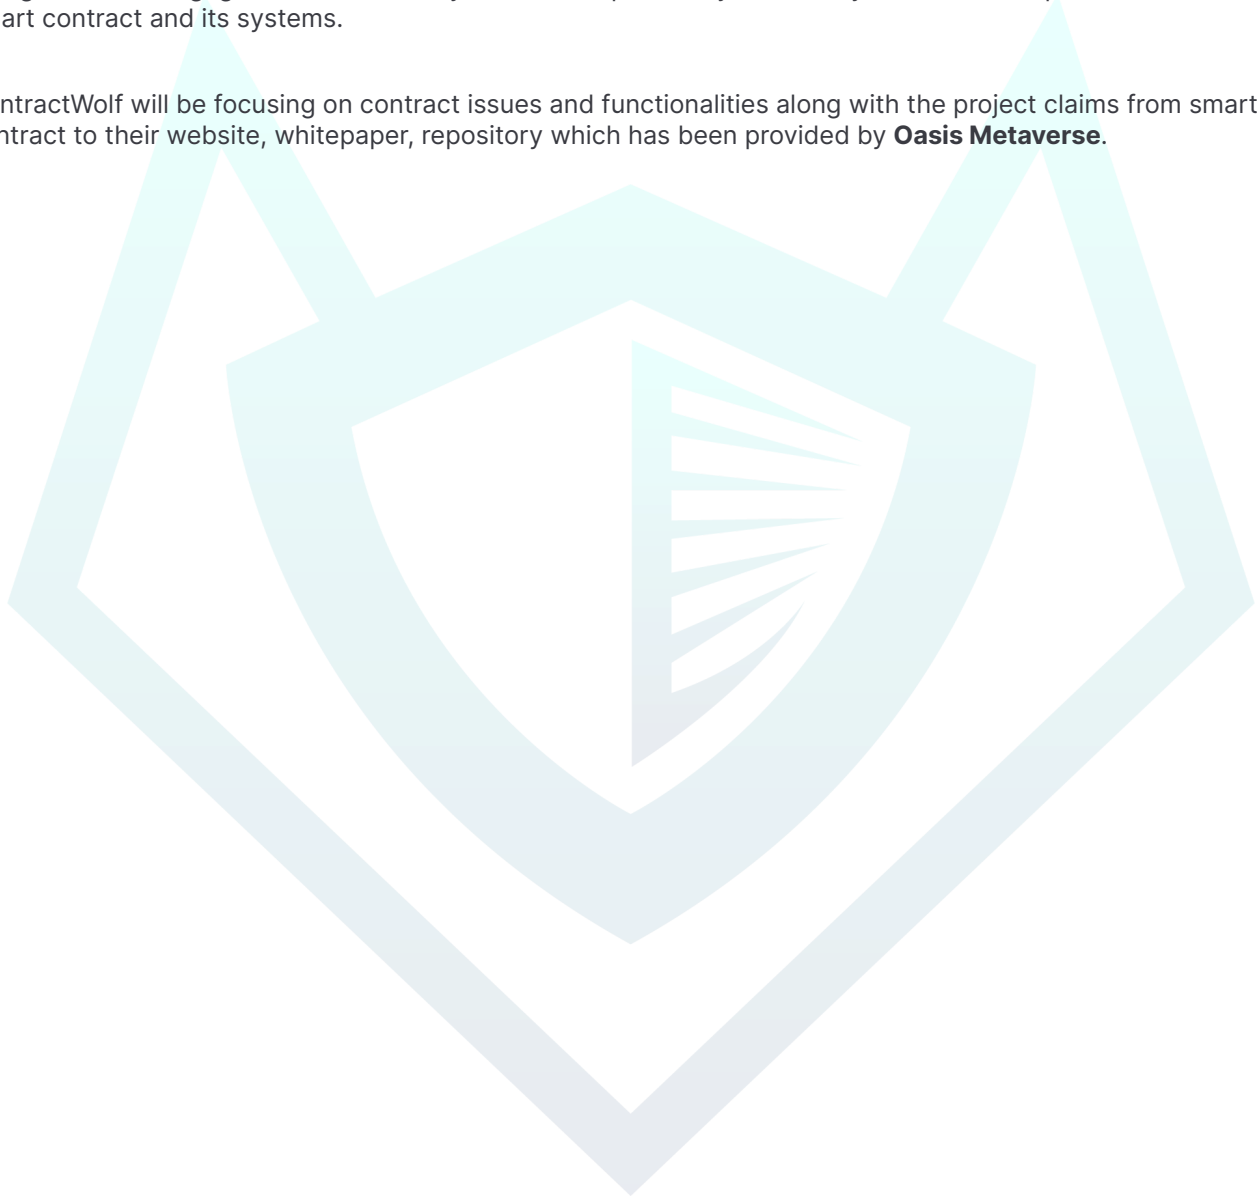 art contract and its systems.
ntractWolf will be focusing on contract issues and functionalities along with the project claims from smart
ntract to their website, whitepaper, repository which has been provided by Oasis Metaverse.